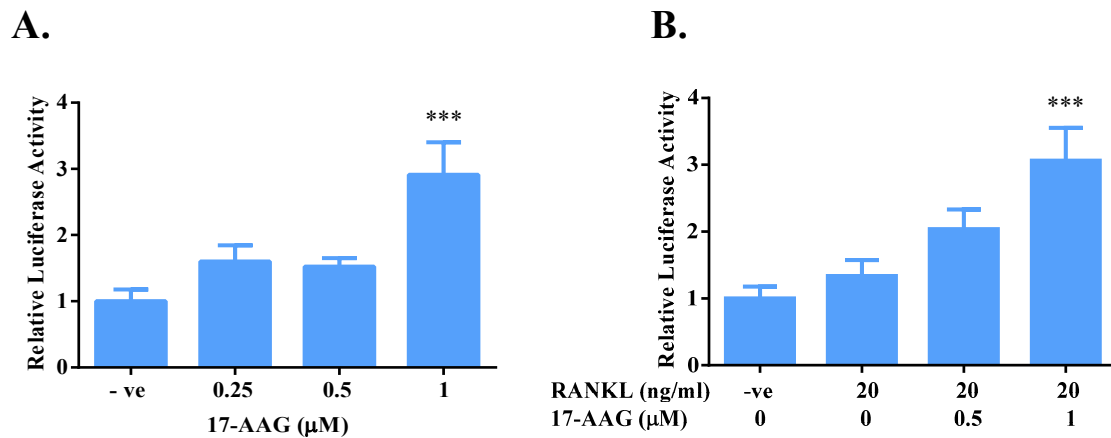 A.
B.
Relative Luciferase Activity
4
3
2
1
0
***
- ve 0.25 0.5 1
17-AAG (μM)
Relative Luciferase Activity
4
3
2
1
0
***
RANKL (ng/ml) -ve 20 20 20
17-AAG (μM) 0 0 0.5 1